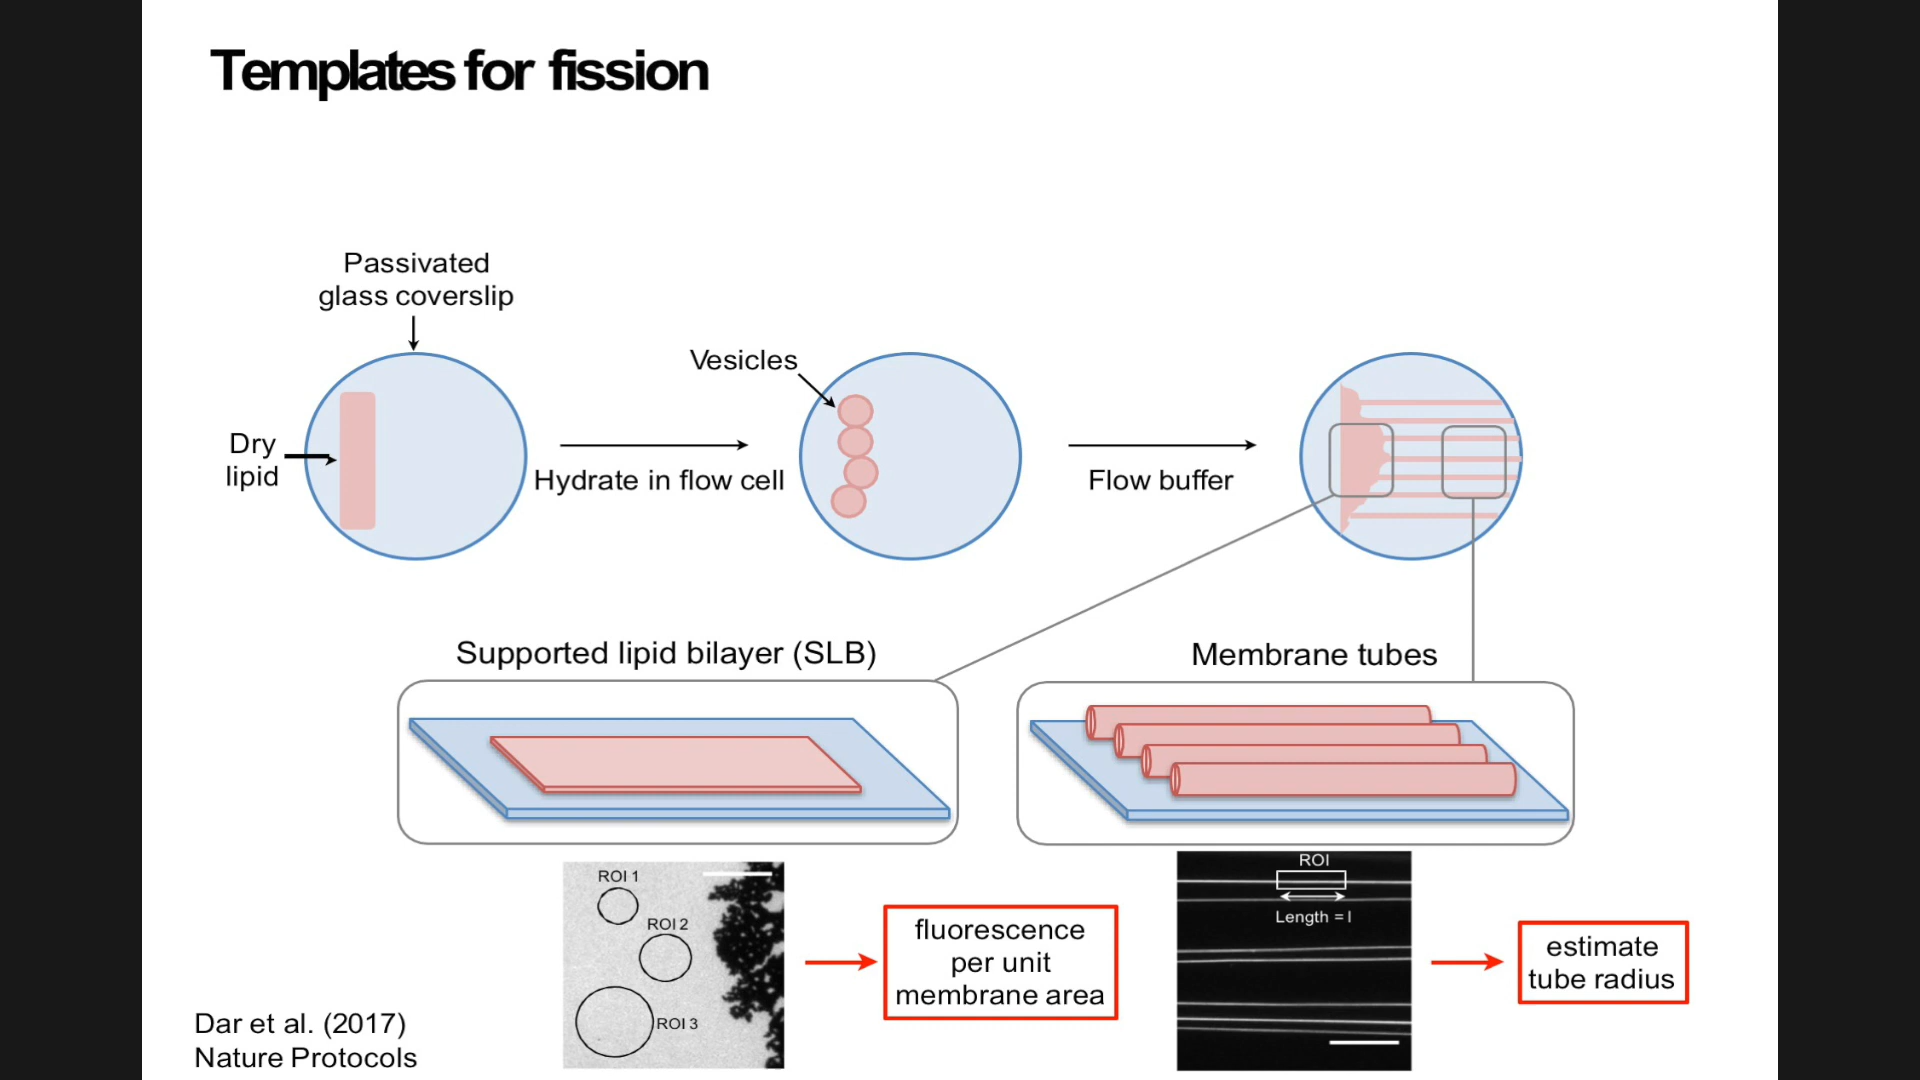 Templates for fission
Passivated
glass coverslip
Dry
lipid
Hydrate in flow cell
Vesicles
Flow buffer
Supported lipid bilayer (SLB)
Membrane tubes
ROI 1
ROI 2
ROI 3
fluorescence
per unit
membrane area
ROI
Length = l
estimate
tube radius
Dar et al. (2017)
Nature Protocols